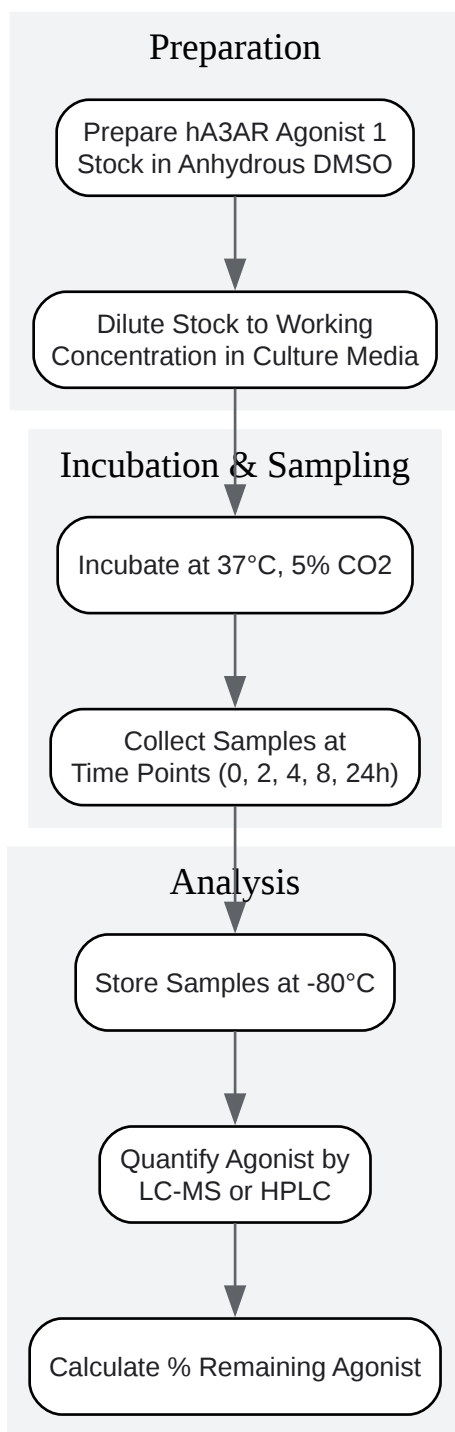 Preparation
Prepare hA3AR Agonist 1
Stock in Anhydrous DMSO
Dilute Stock to Working
Concentration in Culture Media
Incubation & Sampling
Incubate at 37°C, 5% CO2
Collect Samples at
Time Points (0, 2, 4, 8, 24h)
Analysis
Store Samples at -80°C
Quantify Agonist by
LC-MS or HPLC
Calculate % Remaining Agonist